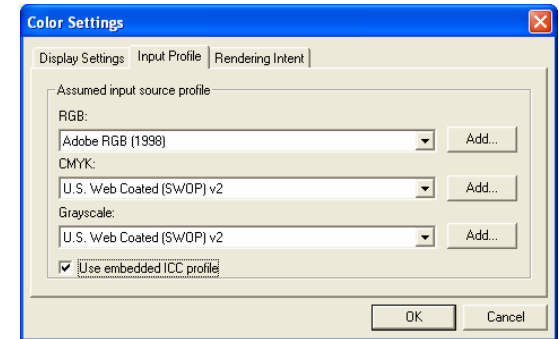 Color Settings
Display Settings Input Profile Rendering Intent
Assumed input source profile
RGB:
Adobe RGB (1998) Add...
CMYK:
U.S. Web Coated (SWOP) v2 Add...
Grayscale:
U.S. Web Coated (SWOP) v2 Add...
Use embedded ICC profile
OK Cancel